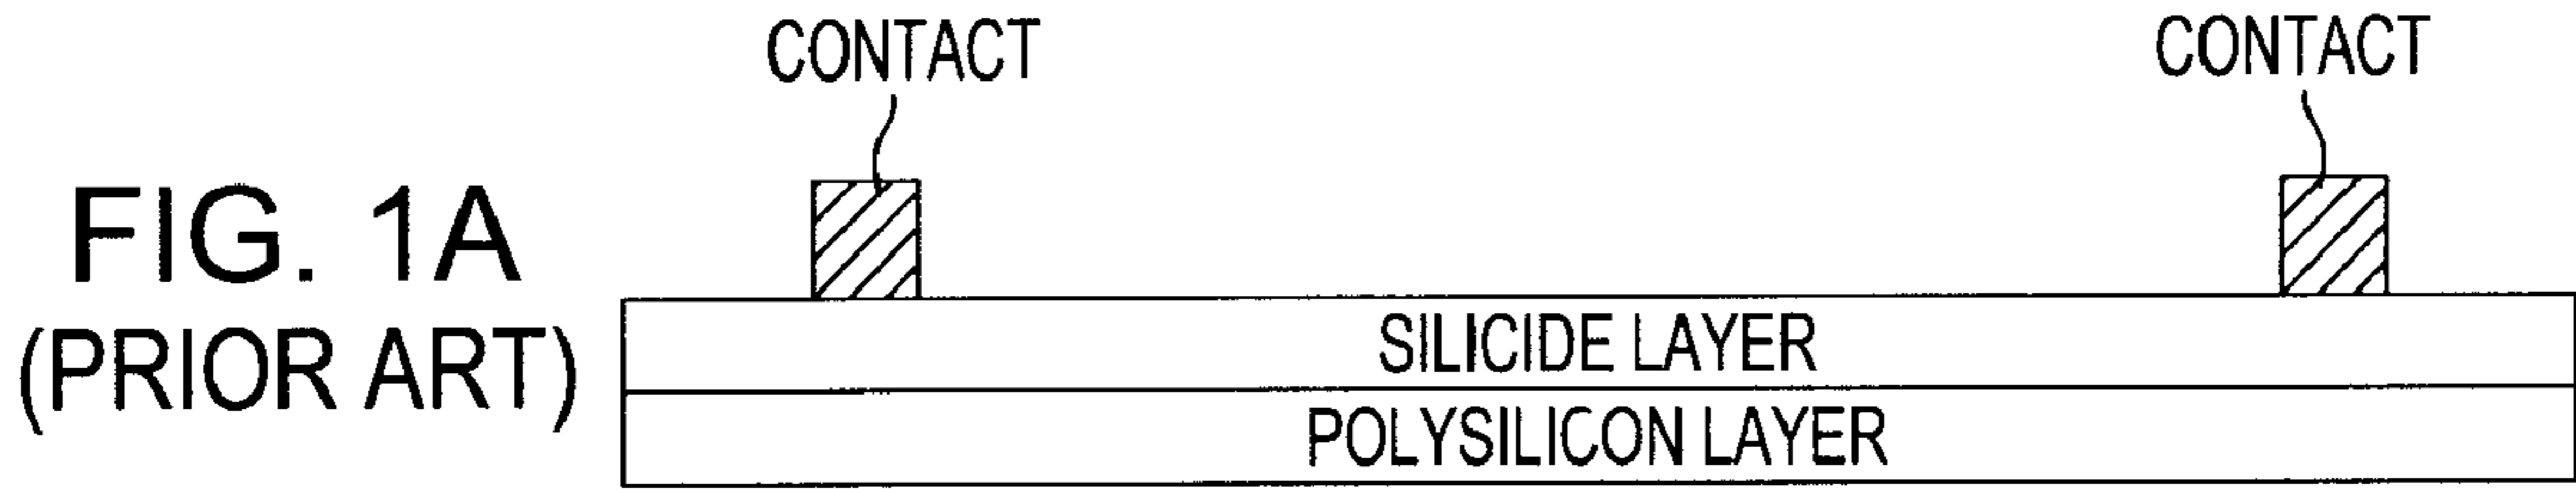 CONTACT
CONTACT
FIG. 1A
(PRIOR ART)
SILICIDE LAYER
POLYSILICON LAYER